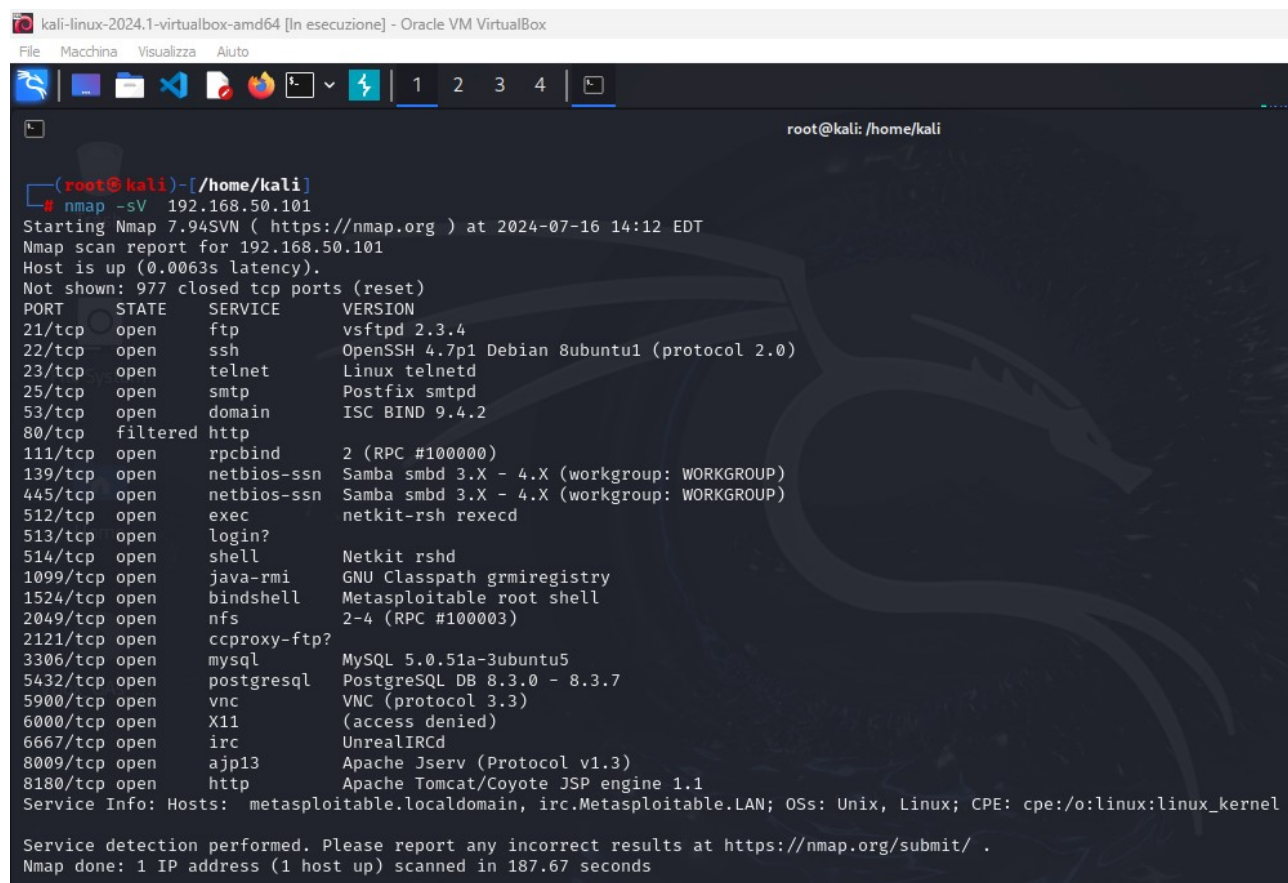 kali-linux-2024.1-virtualbox-amd64 [In esecuzione] - Oracle VM VirtualBox
File Macchina Visualizza Aiuto
1 2 3 4
root@kali: /home/kali
(root㉿kali)-[/home/kali]
# nmap -sV 192.168.50.101
Starting Nmap 7.94SVN ( https://nmap.org ) at 2024-07-16 14:12 EDT
Nmap scan report for 192.168.50.101
Host is up (0.0063s latency).
Not shown: 977 closed tcp ports (reset)
PORT STATE SERVICE VERSION
21/tcp open ftp vsftpd 2.3.4
22/tcp open ssh OpenSSH 4.7p1 Debian 8ubuntu1 (protocol 2.0)
23/tcp open telnet Linux telnetd
25/tcp open smtp Postfix smtpd
53/tcp open domain ISC BIND 9.4.2
80/tcp filtered http
111/tcp open rpcbind 2 (RPC #100000)
139/tcp open netbios-ssn Samba smbd 3.X - 4.X (workgroup: WORKGROUP)
445/tcp open netbios-ssn Samba smbd 3.X - 4.X (workgroup: WORKGROUP)
512/tcp open exec netkit-rsh rexecd
513/tcp open login?
514/tcp open shell Netkit rshd
1099/tcp open java-rmi GNU Classpath grmiregistry
1524/tcp open bindshell Metasploitable root shell
2049/tcp open nfs 2-4 (RPC #100003)
2121/tcp open ccproxy-ftp?
3306/tcp open mysql MySQL 5.0.51a-3ubuntu5
5432/tcp open postgresql PostgreSQL DB 8.3.0 - 8.3.7
5900/tcp open vnc VNC (protocol 3.3)
6000/tcp open X11 (access denied)
6667/tcp open irc UnrealIRCd
8009/tcp open ajp13 Apache Jserv (Protocol v1.3)
8180/tcp open http Apache Tomcat/Coyote JSP engine 1.1
Service Info: Hosts: metasploitable.localdomain, irc.Metasploitable.LAN; OSs: Unix, Linux; CPE: cpe:/o:linux:linux_kernel
Service detection performed. Please report any incorrect results at https://nmap.org/submit/ .
Nmap done: 1 IP address (1 host up) scanned in 187.67 seconds